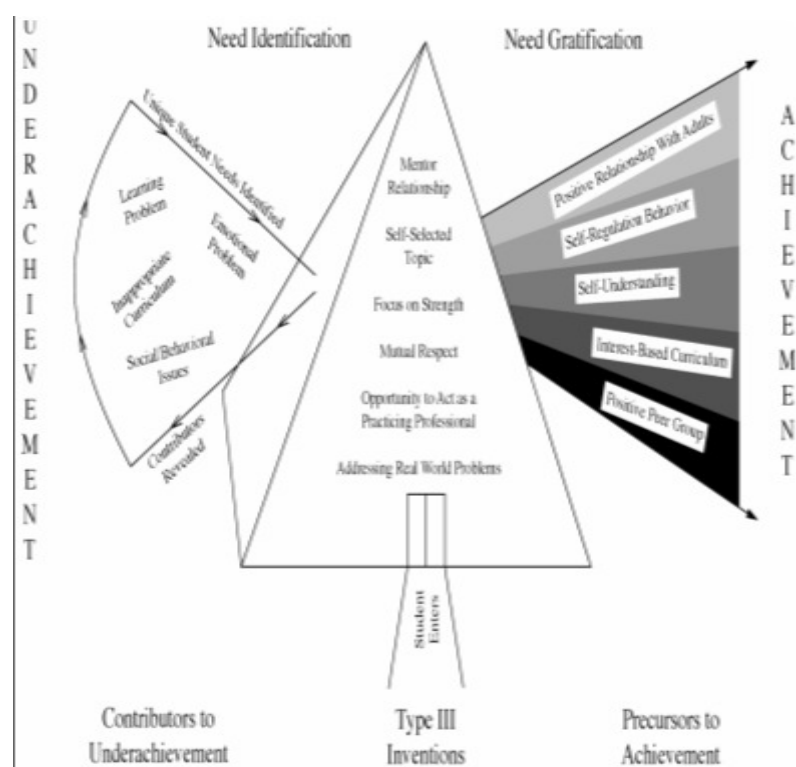 UNDERACHIEVEMENT
Need Identification
Need Gratification
ACHIEVEMENT
Unique Student Needs Identified
Learning
Problem
Emotional
Problem
Inappropriate
Curriculum
Social/Behavioral
Issues
Contributors
Revealed
Mentor
Relationship
Self-Selected
Topic
Focus on Strength
Mutual Respect
Opportunity to Act as a
Practicing Professional
Addressing Real World Problems
Student
Enters
Positive Relationship With Adults
Self-Regulation Behavior
Self-Understanding
Interest-Based Curriculum
Positive Peer Group
Contributors to
Underachievement
Type III
Inventions
Precursors to
Achievement